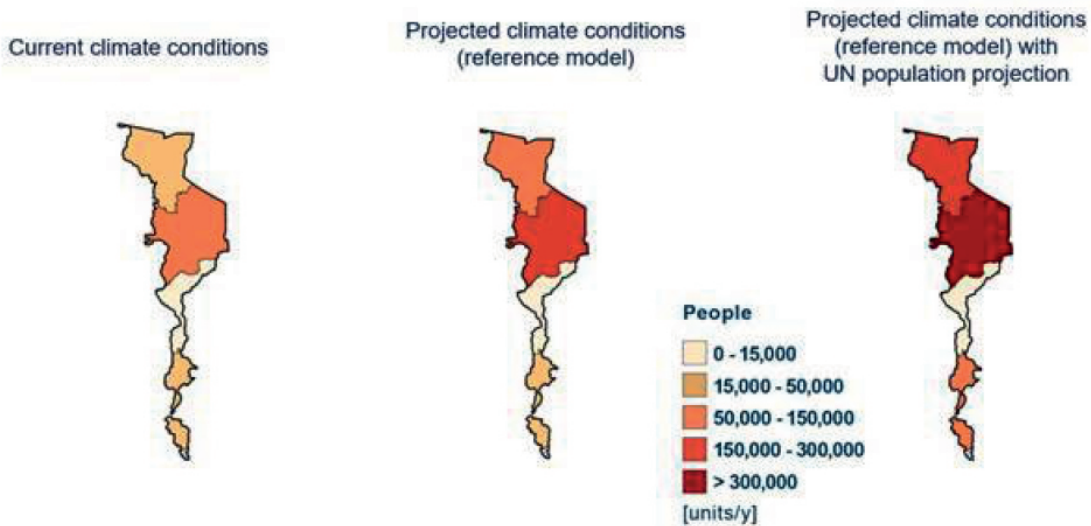 Current climate conditions
Projected climate conditions
(reference model)
Projected climate conditions
(reference model) with
UN population projection
People
0 - 15,000
15,000 - 50,000
50,000 - 150,000
150,000 - 300,000
> 300,000
[units/y]